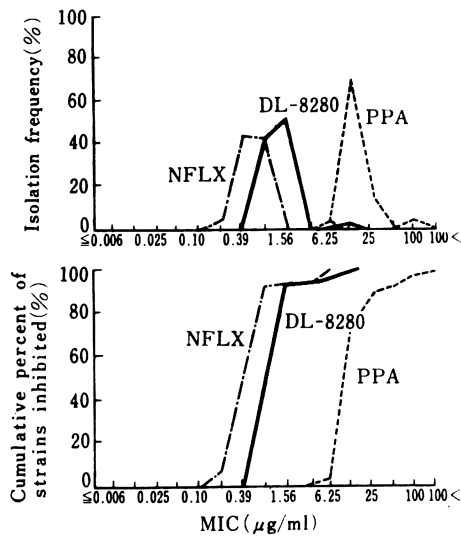 Isolation frequency(%)
100
80
60
40
20
0
DL-8280
PPA
NFLX
≦0.006 0.025 0.10 0.39 1.56 6.25 25 100 100<
Cumulative percent of
strains inhibited(%)
100
80
60
40
20
0
DL-8280
NFLX
PPA
≦0.006 0.025 0.10 0.39 1.56 6.25 25 100 100<
MIC(μg/ml)